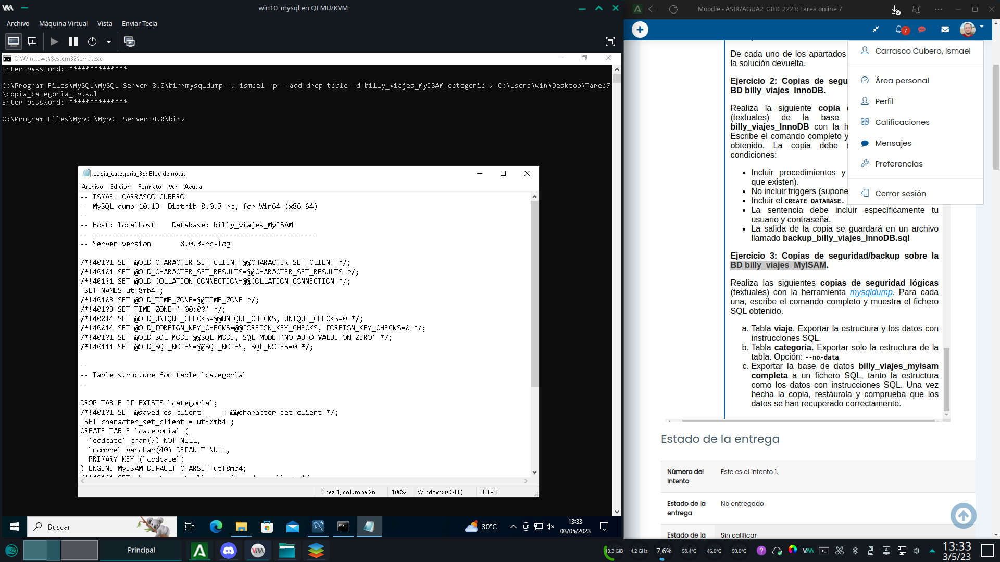 win10_mysql en QEMU/KVM
Archivo Máquina Virtual Vista Enviar Tecla
C:\Windows\System32\cmd.exe
Enter password: **************
C:\Program Files\MySQL\MySQL Server 8.0\bin>mysqldump -u ismael -p --add-drop-table -d billy_viajes_MyISAM categoria > C:\Users\win\Desktop\Tarea7
\copia_categoria_3b.sql
Enter password: **************
C:\Program Files\MySQL\MySQL Server 8.0\bin>
copia_categoria_3b: Bloc de notas
Archivo Edición Formato Ver Ayuda
-- ISMAEL CARRASCO CUBERO
-- MySQL dump 10.13  Distrib 8.0.3-rc, for Win64 (x86_64)
--
-- Host: localhost    Database: billy_viajes_MyISAM
-- ------------------------------------------------------
-- Server version       8.0.3-rc-log
/*!40101 SET @OLD_CHARACTER_SET_CLIENT=@@CHARACTER_SET_CLIENT */;
/*!40101 SET @OLD_CHARACTER_SET_RESULTS=@@CHARACTER_SET_RESULTS */;
/*!40101 SET @OLD_COLLATION_CONNECTION=@@COLLATION_CONNECTION */;
 SET NAMES utf8mb4 ;
/*!40103 SET @OLD_TIME_ZONE=@@TIME_ZONE */;
/*!40103 SET TIME_ZONE='+00:00' */;
/*!40014 SET @OLD_UNIQUE_CHECKS=@@UNIQUE_CHECKS, UNIQUE_CHECKS=0 */;
/*!40014 SET @OLD_FOREIGN_KEY_CHECKS=@@FOREIGN_KEY_CHECKS, FOREIGN_KEY_CHECKS=0 */;
/*!40101 SET @OLD_SQL_MODE=@@SQL_MODE, SQL_MODE='NO_AUTO_VALUE_ON_ZERO' */;
/*!40111 SET @OLD_SQL_NOTES=@@SQL_NOTES, SQL_NOTES=0 */;
--
-- Table structure for table `categoria`
--
DROP TABLE IF EXISTS `categoria`;
/*!40101 SET @saved_cs_client     = @@character_set_client */;
 SET character_set_client = utf8mb4 ;
CREATE TABLE `categoria` (
  `codcate` char(5) NOT NULL,
  `nombre` varchar(40) DEFAULT NULL,
  PRIMARY KEY (`codcate`)
) ENGINE=MyISAM DEFAULT CHARSET=utf8mb4;
Línea 1, columna 26 100% Windows (CRLF) UTF-8
Buscar
30°C
13:33
03/05/2023
Moodle - ASIR/AGUA2_GBD_2223: Tarea online 7
7
Carrasco Cubero, Ismael
Área personal
Perfil
Calificaciones
Mensajes
Preferencias
Cerrar sesión
De cada uno de los apartados
la solución devuelta.
Ejercicio 2: Copias de segu
BD billy_viajes_InnoDB.
Realiza la siguiente copia
(textuales) de la base
billy_viajes_InnoDB con la h
Escribe el comando completo y
obtenido. La copia debe
condiciones:
• Incluir procedimientos y
que existen).
• No incluir triggers (supone
• Incluir el CREATE DATABASE.
• La sentencia debe incluir específicamente tu
usuario y contraseña.
• La salida de la copia se guardará en un archivo
llamado backup_billy_viajes_InnoDB.sql
Ejercicio 3: Copias de seguridad/backup sobre la
BD billy_viajes_MyISAM.
Realiza las siguientes copias de seguridad lógicas
(textuales) con la herramienta mysqldump. Para cada
una, escribe el comando completo y muestra el fichero
SQL obtenido.
a. Tabla viaje. Exportar la estructura y los datos con
instrucciones SQL.
b. Tabla categoria. Exportar solo la estructura de la
tabla. Opción: --no-data
c. Exportar la base de datos billy_viajes_myisam
completa a un fichero SQL, tanto la estructura
como los datos con instrucciones SQL. Una vez
hecha la copia, restáurala y comprueba que los
datos se han recuperado correctamente.
Estado de la entrega
Número del Intento
Este es el intento 1.
Estado de la entrega
No entregado
Estado de la
Sin calificar
Principal
10,3 GiB 4,2 GHz 7,6% 58,4°C 46,0°C 50,0°C
13:33
3/5/23